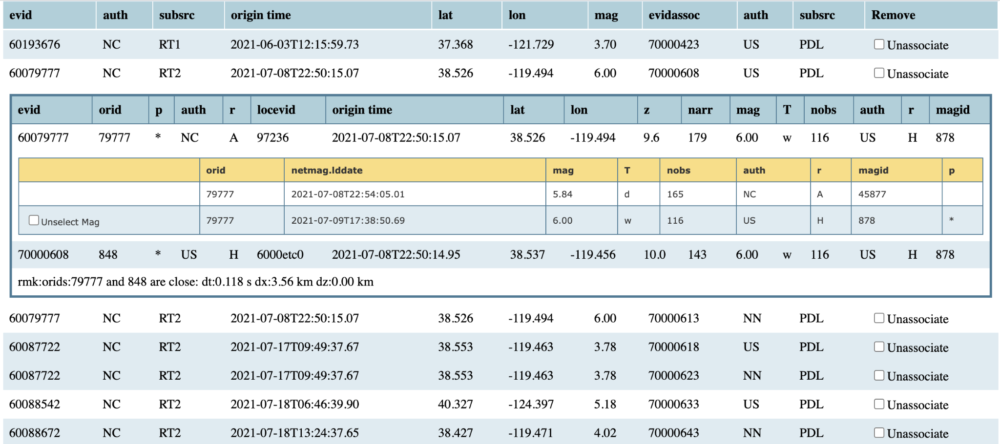 evid auth subsrc origin time lat lon mag evidassoc auth subsrc Remove
60193676 NC RT1 2021-06-03T12:15:59.73 37.368 -121.729 3.70 70000423 US PDL Unassociate
60079777 NC RT2 2021-07-08T22:50:15.07 38.526 -119.494 6.00 70000608 US PDL Unassociate
evid orid p auth r locevid origin time lat lon z narr mag T nobs auth r magid
60079777 79777 * NC A 97236 2021-07-08T22:50:15.07 38.526 -119.494 9.6 179 6.00 w 116 US H 878
orid netmag.lddate mag T nobs auth r magid p
79777 2021-07-08T22:54:05.01 5.84 d 165 NC A 45877
Unselect Mag 79777 2021-07-09T17:38:50.69 6.00 w 116 US H 878 *
70000608 848 * US H 6000etc0 2021-07-08T22:50:14.95 38.537 -119.456 10.0 143 6.00 w 116 US H 878
rmk:orids:79777 and 848 are close: dt:0.118 s dx:3.56 km dz:0.00 km
60079777 NC RT2 2021-07-08T22:50:15.07 38.526 -119.494 6.00 70000613 NN PDL Unassociate
60087722 NC RT2 2021-07-17T09:49:37.67 38.553 -119.463 3.78 70000618 US PDL Unassociate
60087722 NC RT2 2021-07-17T09:49:37.67 38.553 -119.463 3.78 70000623 NN PDL Unassociate
60088542 NC RT2 2021-07-18T06:46:39.90 40.327 -124.397 5.18 70000633 US PDL Unassociate
60088672 NC RT2 2021-07-18T13:24:37.65 38.427 -119.471 4.02 70000643 NN PDL Unassociate